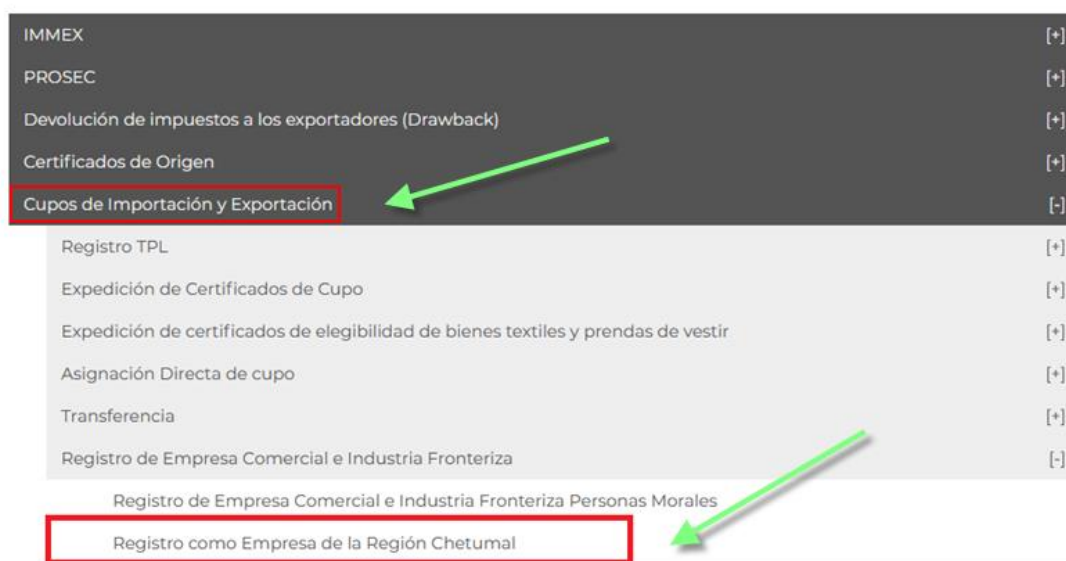 IMMEX [+]
PROSEC [+]
Devolución de impuestos a los exportadores (Drawback) [+]
Certificados de Origen [+]
Cupos de Importación y Exportación [-]
Registro TPL [+]
Expedición de Certificados de Cupo [+]
Expedición de certificados de elegibilidad de bienes textiles y prendas de vestir [+]
Asignación Directa de cupo [+]
Transferencia [+]
Registro de Empresa Comercial e Industria Fronteriza [-]
Registro de Empresa Comercial e Industria Fronteriza Personas Morales
Registro como Empresa de la Región Chetumal